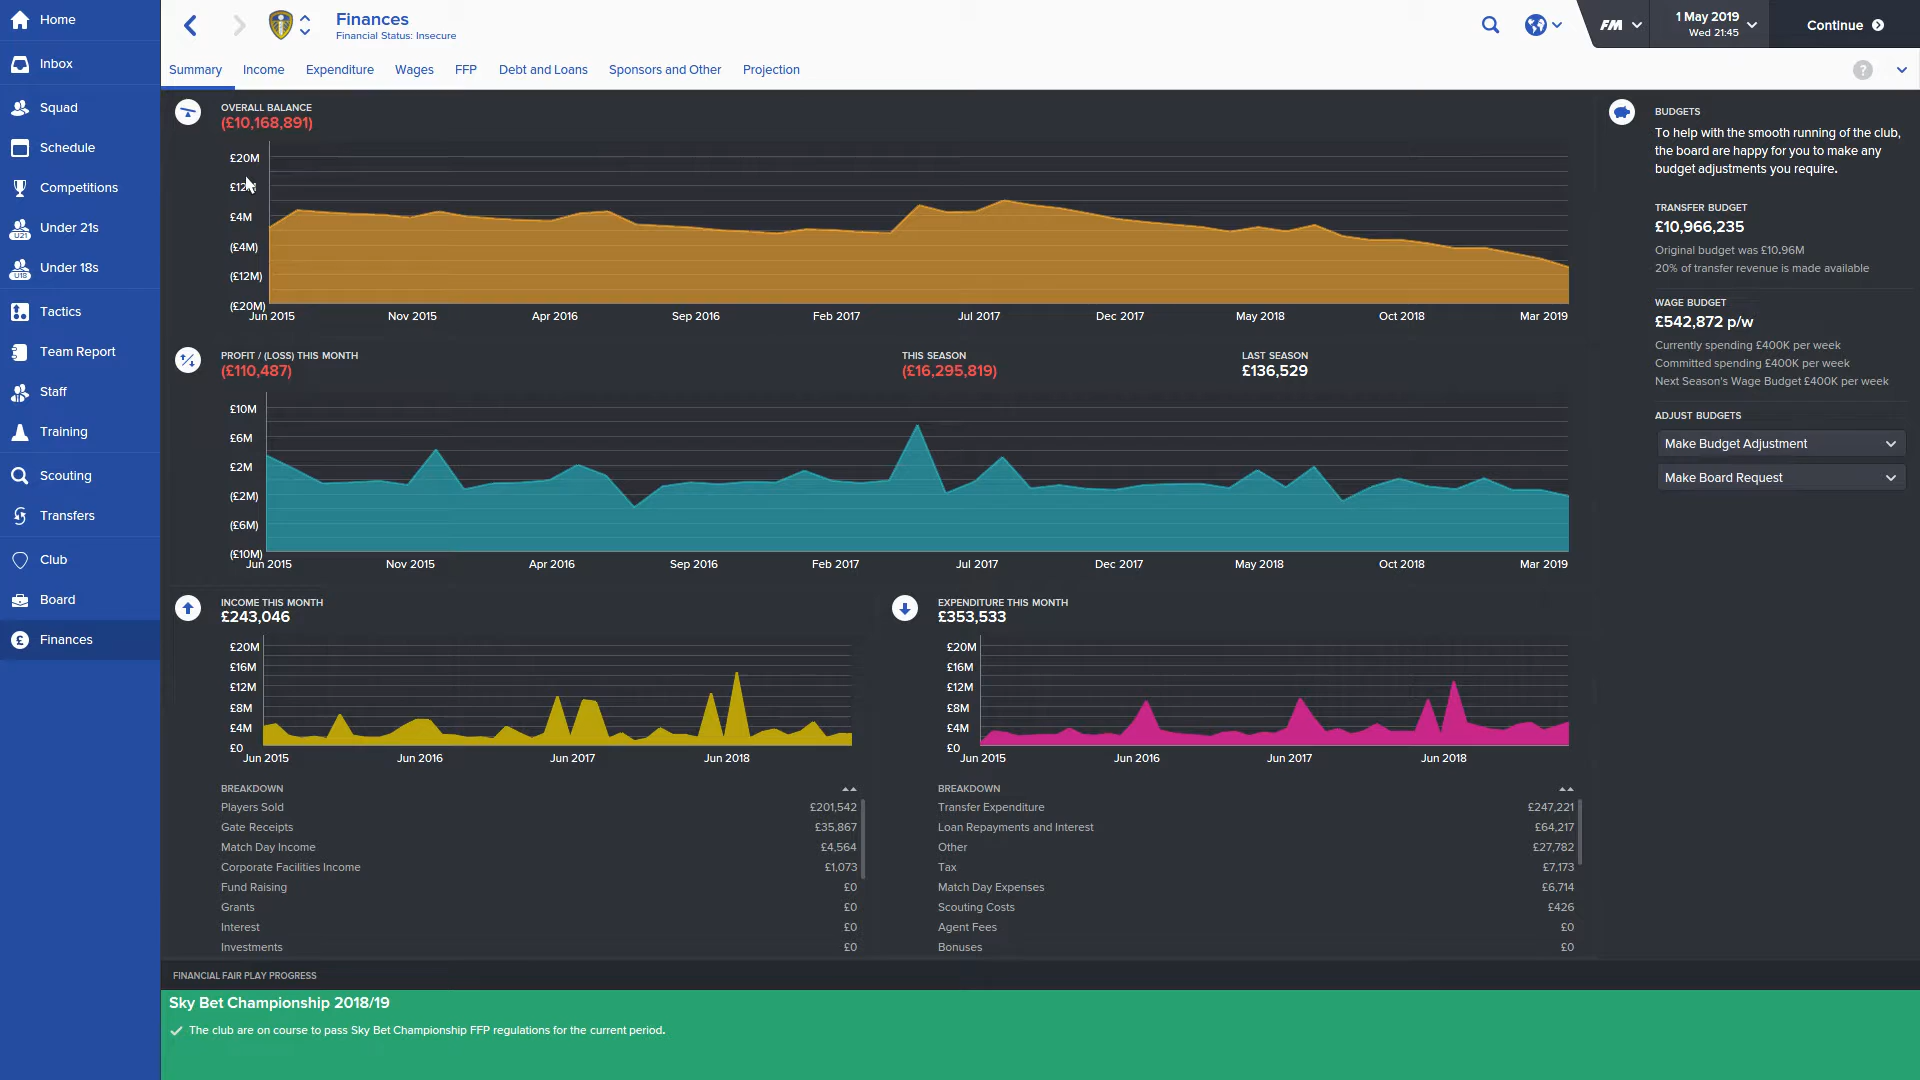 Home
Inbox
Squad
Schedule
Competitions
U21
Under 21s
U18
Under 18s
Tactics
Team Report
Staff
Training
Scouting
Transfers
Club
Board
£
Finances
Finances
Financial Status: Insecure
FM
1 May 2019
Wed 21:45
Continue
Summary
Income
Expenditure
Wages
FFP
Debt and Loans
Sponsors and Other
Projection
?
OVERALL BALANCE
(£10,168,891)
£20M
£12M
£4M
(£4M)
(£12M)
(£20M)
Jun 2015
Nov 2015
Apr 2016
Sep 2016
Feb 2017
Jul 2017
Dec 2017
May 2018
Oct 2018
Mar 2019
PROFIT / (LOSS) THIS MONTH
(£110,487)
THIS SEASON
(£16,295,819)
LAST SEASON
£136,529
£10M
£6M
£2M
(£2M)
(£6M)
(£10M)
Jun 2015
Nov 2015
Apr 2016
Sep 2016
Feb 2017
Jul 2017
Dec 2017
May 2018
Oct 2018
Mar 2019
INCOME THIS MONTH
£243,046
£20M
£16M
£12M
£8M
£4M
£0
Jun 2015
Jun 2016
Jun 2017
Jun 2018
BREAKDOWN
Players Sold £201,542
Gate Receipts £35,867
Match Day Income £4,564
Corporate Facilities Income £1,073
Fund Raising £0
Grants £0
Interest £0
Investments £0
EXPENDITURE THIS MONTH
£353,533
£20M
£16M
£12M
£8M
£4M
£0
Jun 2015
Jun 2016
Jun 2017
Jun 2018
BREAKDOWN
Transfer Expenditure £247,221
Loan Repayments and Interest £64,217
Other £27,782
Tax £7,173
Match Day Expenses £6,714
Scouting Costs £426
Agent Fees £0
Bonuses £0
BUDGETS
To help with the smooth running of the club,
the board are happy for you to make any
budget adjustments you require.
TRANSFER BUDGET
£10,966,235
Original budget was £10.96M
20% of transfer revenue is made available
WAGE BUDGET
£542,872 p/w
Currently spending £400K per week
Committed spending £400K per week
Next Season's Wage Budget £400K per week
ADJUST BUDGETS
Make Budget Adjustment
Make Board Request
FINANCIAL FAIR PLAY PROGRESS
Sky Bet Championship 2018/19
The club are on course to pass Sky Bet Championship FFP regulations for the current period.